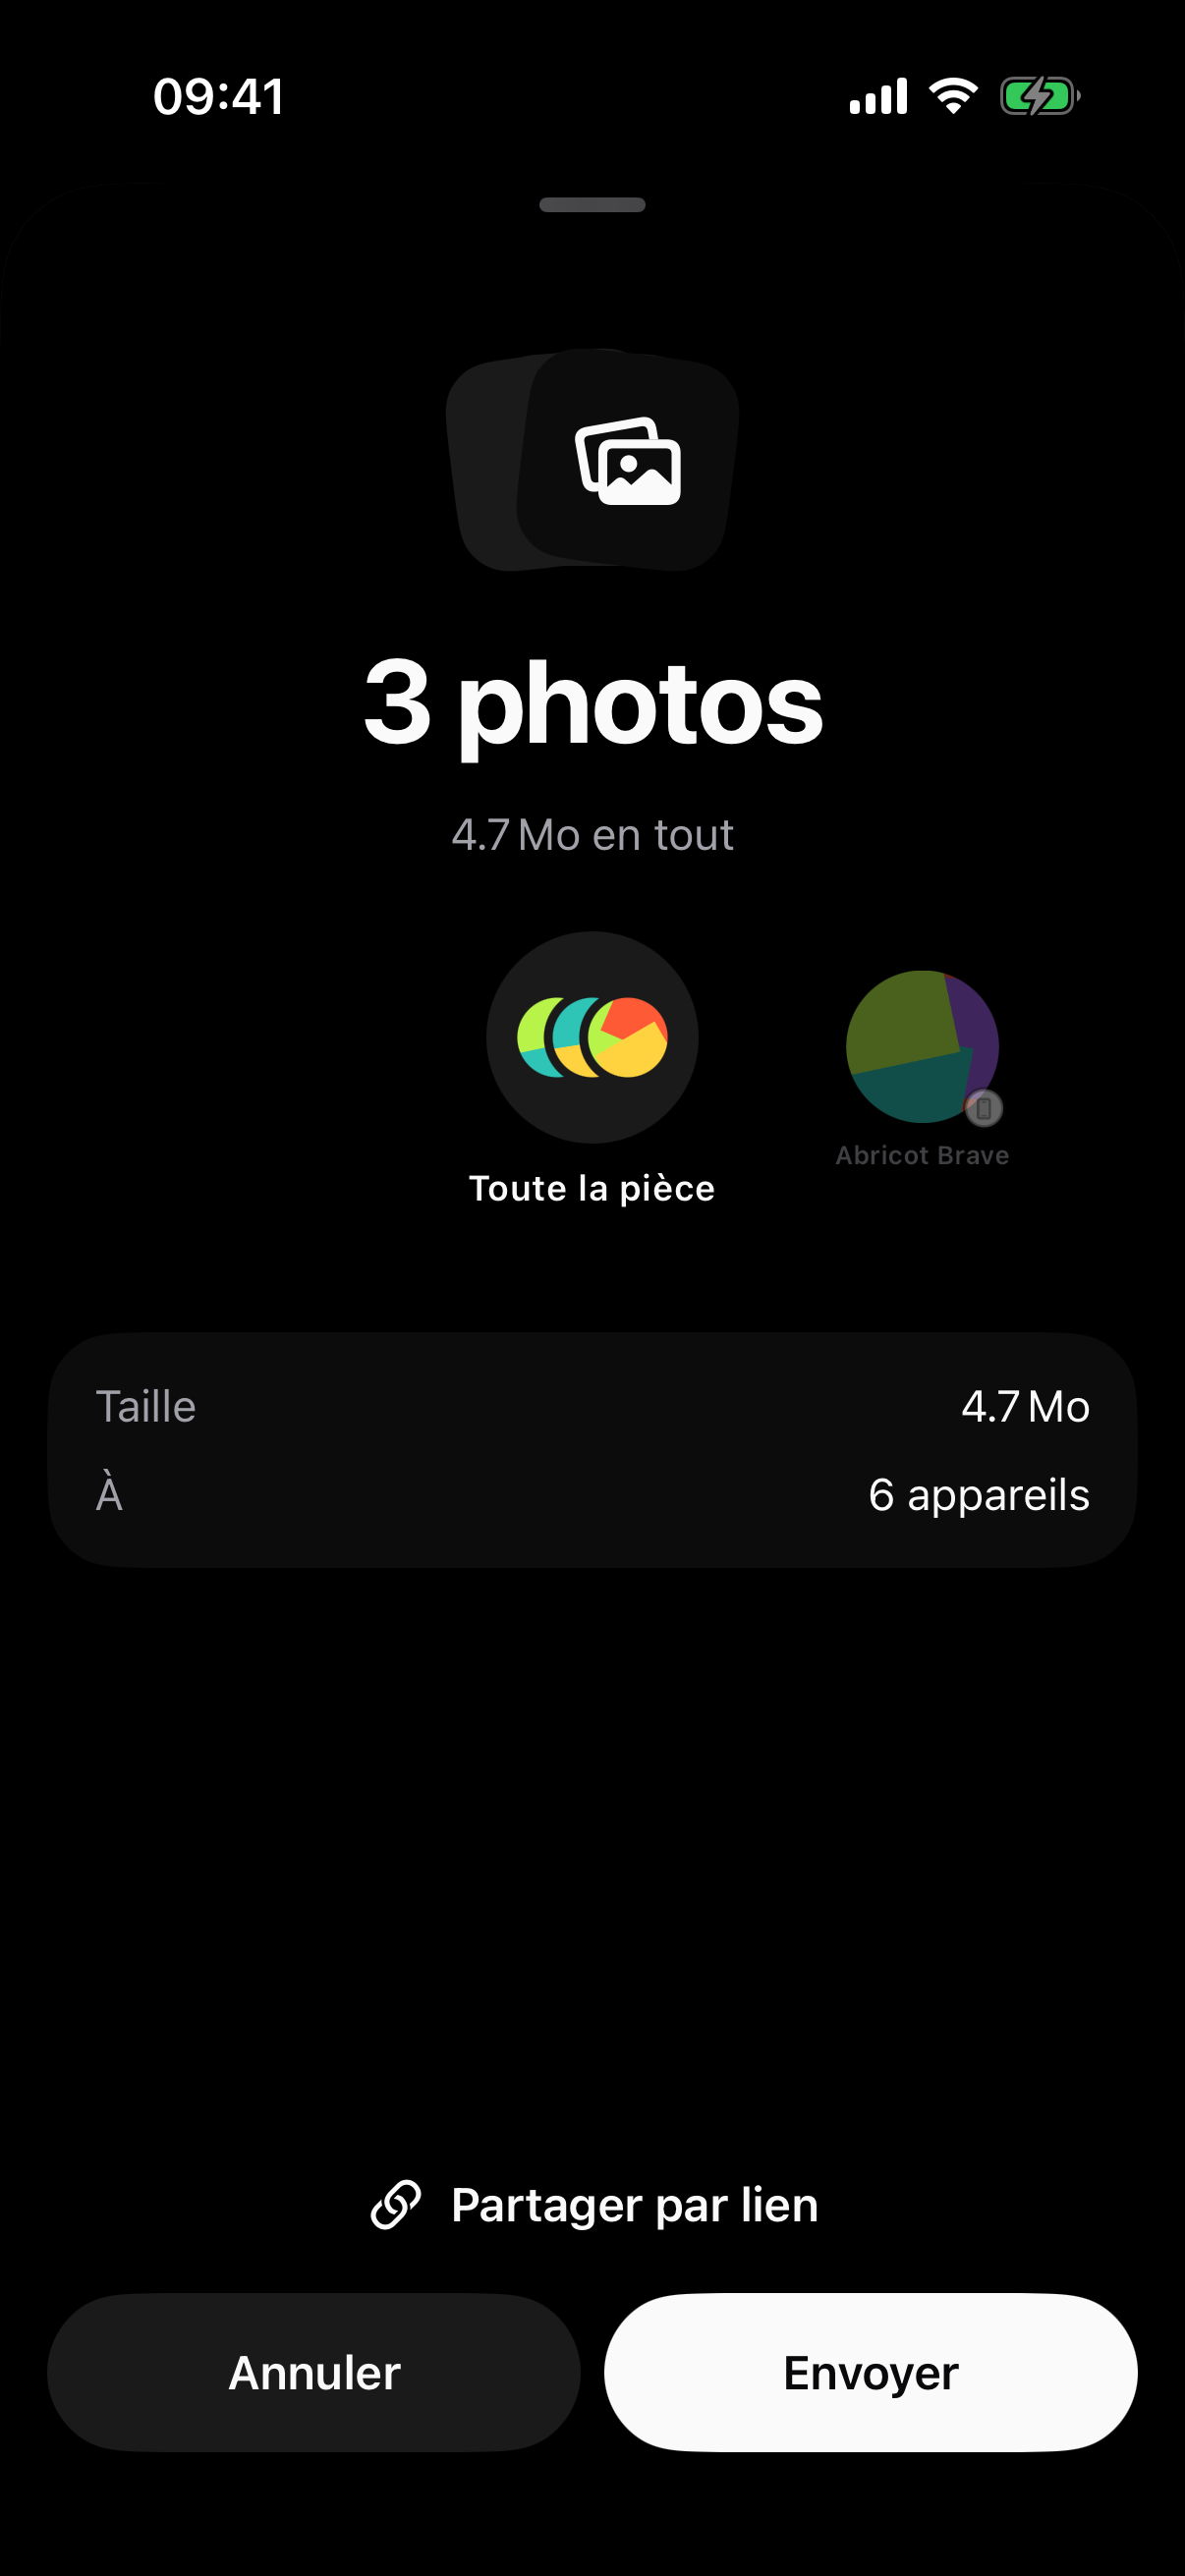 09:41
3 photos
4.7 Mo en tout
Toute la pièce
Abricot Brave
Taille
4.7 Mo
À
6 appareils
Partager par lien
Annuler
Envoyer